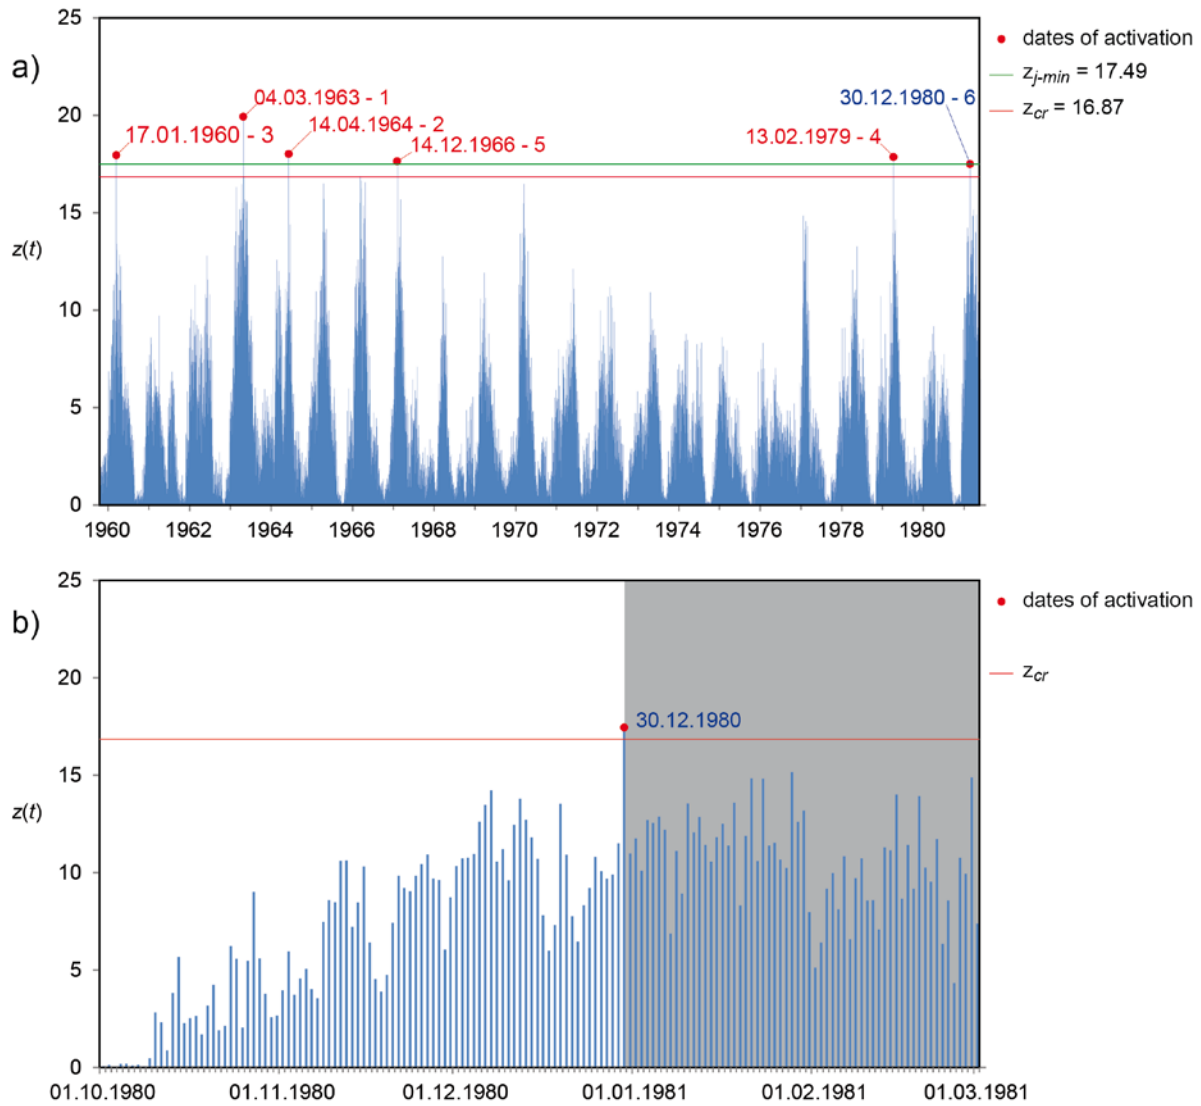 a)
25
20
15
10
5
0
z(t)
04.03.1963 - 1
17.01.1960 - 3
14.04.1964 - 2
14.12.1966 - 5
13.02.1979 - 4
30.12.1980 - 6
dates of activation
zj-min = 17.49
zcr = 16.87
1960 1962 1964 1966 1968 1970 1972 1974 1976 1978 1980
b)
25
20
15
10
5
0
z(t)
30.12.1980
dates of activation
zcr
01.10.1980 01.11.1980 01.12.1980 01.01.1981 01.02.1981 01.03.1981